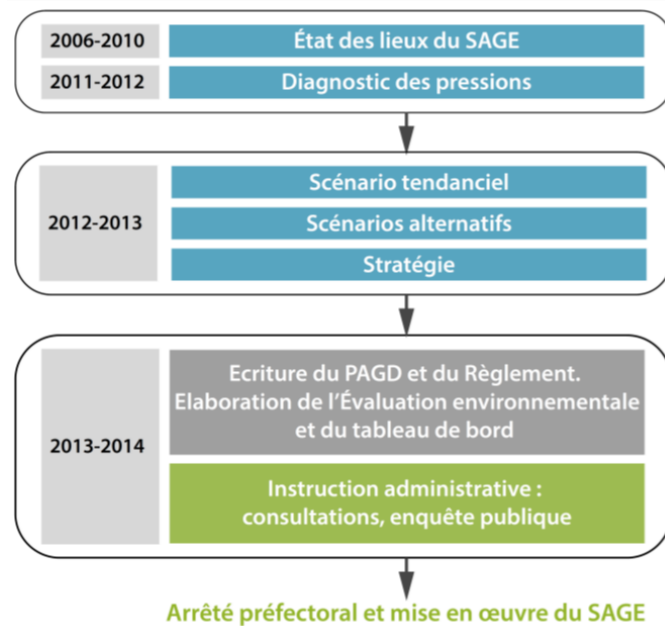 2006-2010
État des lieux du SAGE
2011-2012
Diagnostic des pressions
2012-2013
Scénario tendanciel
Scénarios alternatifs
Stratégie
2013-2014
Ecriture du PAGD et du Règlement.
Elaboration de l'Évaluation environnementale
et du tableau de bord
Instruction administrative :
consultations, enquête publique
Arrêté préfectoral et mise en œuvre du SAGE